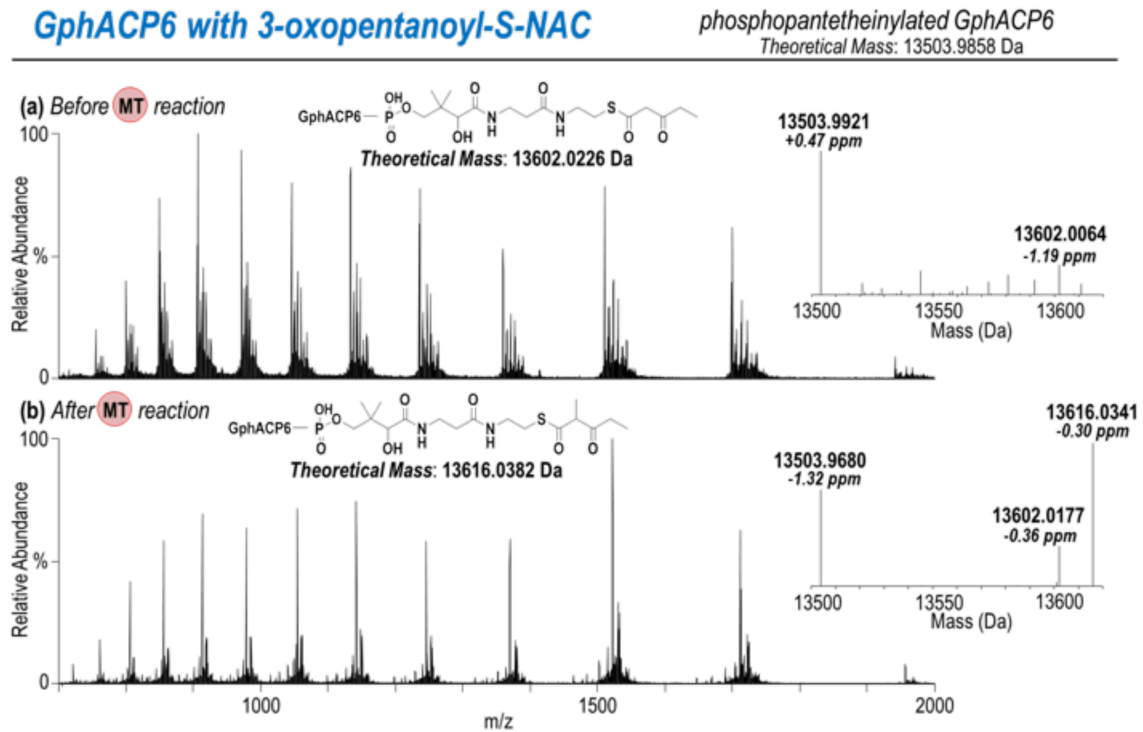 GphACP6 with 3-oxopentanoyl-S-NAC
phosphopantetheinylated GphACP6
Theoretical Mass: 13503.9858 Da
(a) Before MT reaction
GphACP6
OH
P
O
O
OH
O
N
H
O
N
H
S
O
O
Theoretical Mass: 13602.0226 Da
13503.9921
+0.47 ppm
13602.0064
-1.19 ppm
13500
13550
13600
Mass (Da)
100
%
0
Relative Abundance
(b) After MT reaction
GphACP6
OH
P
O
O
OH
O
N
H
O
N
H
S
O
O
Theoretical Mass: 13616.0382 Da
13616.0341
-0.30 ppm
13503.9680
-1.32 ppm
13602.0177
-0.36 ppm
13500
13550
13600
Mass (Da)
100
%
0
Relative Abundance
1000
1500
2000
m/z